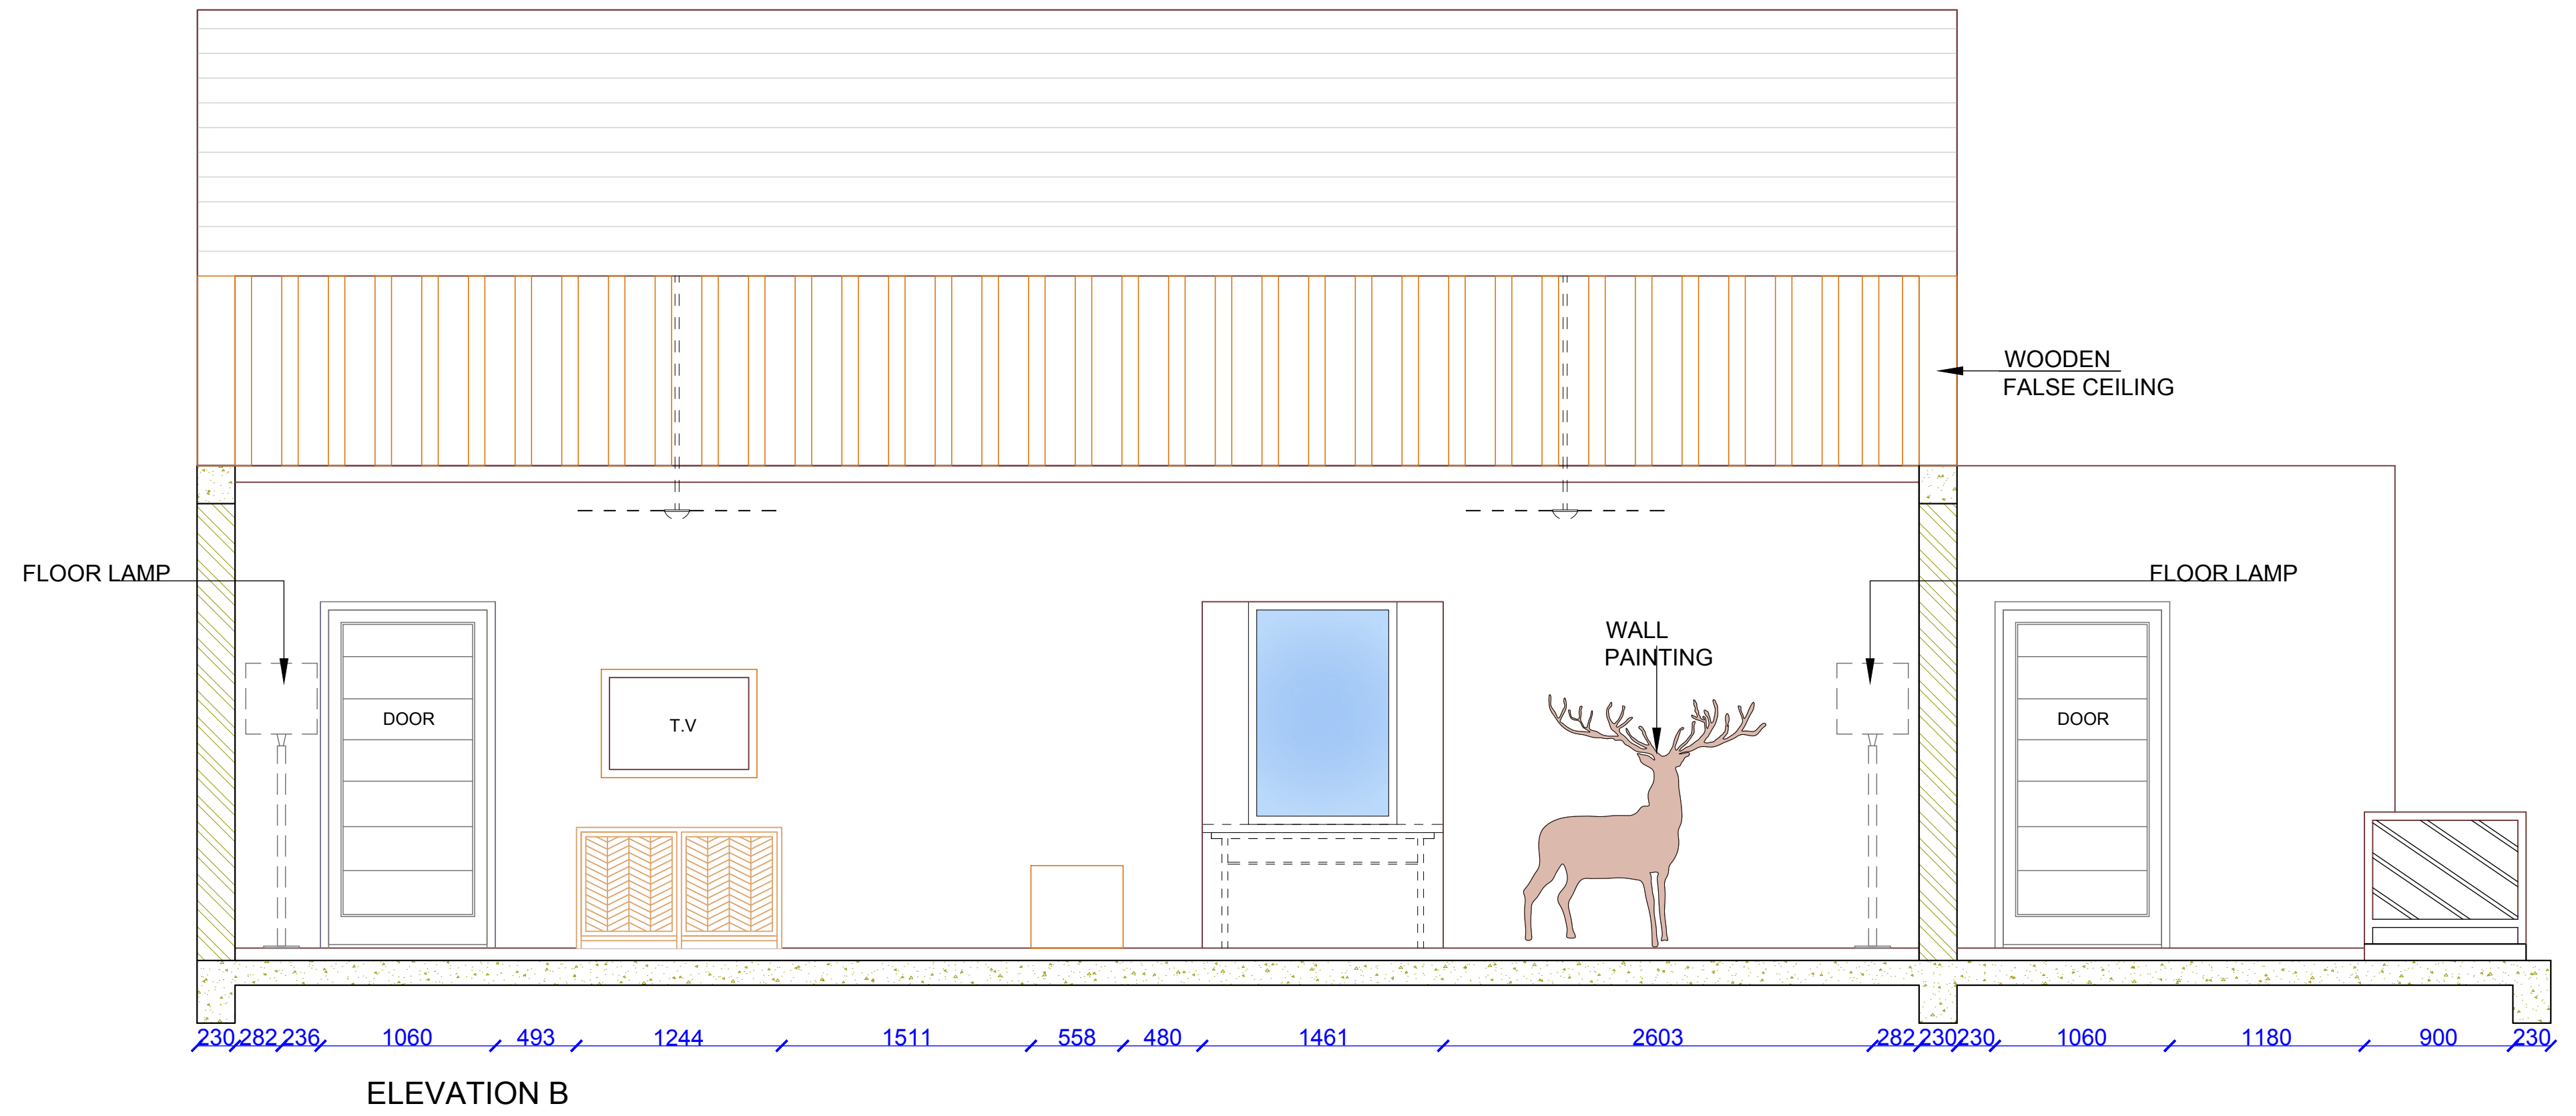 WOODEN
FALSE CEILING
FLOOR LAMP
FLOOR LAMP
WALL
PAINTING
DOOR
T.V
DOOR
230 282 236 1060 493 1244 1511 558 480 1461 2603 282 230 230 1060 1180 900 230
ELEVATION B